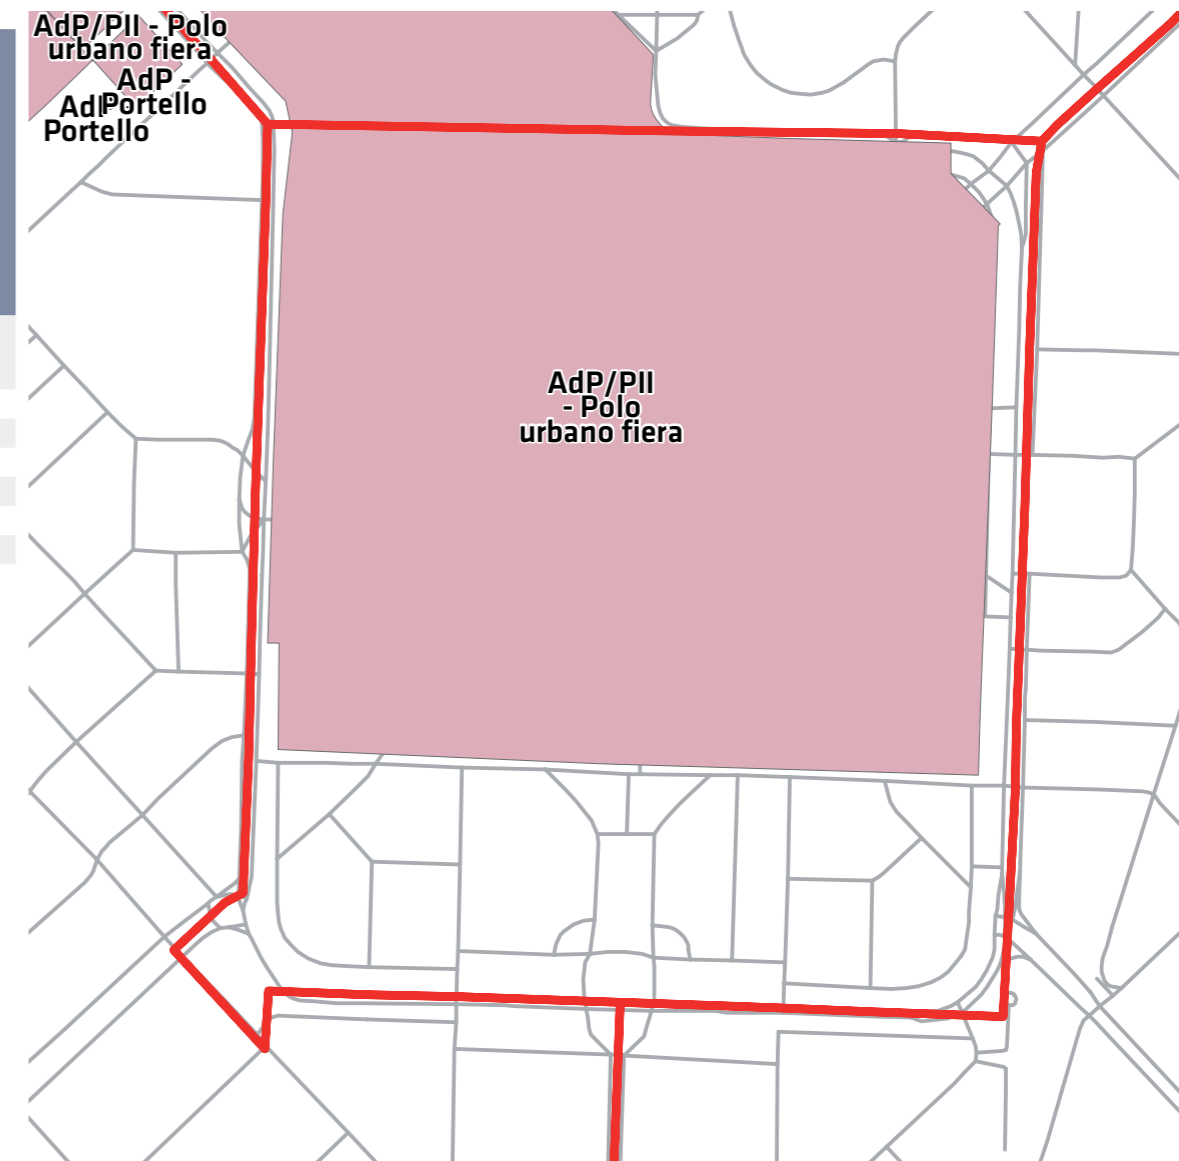 AdP/PII - Polo
urbano fiera
AdP -
Portello
Portello
AdP/PII
- Polo
urbano fiera